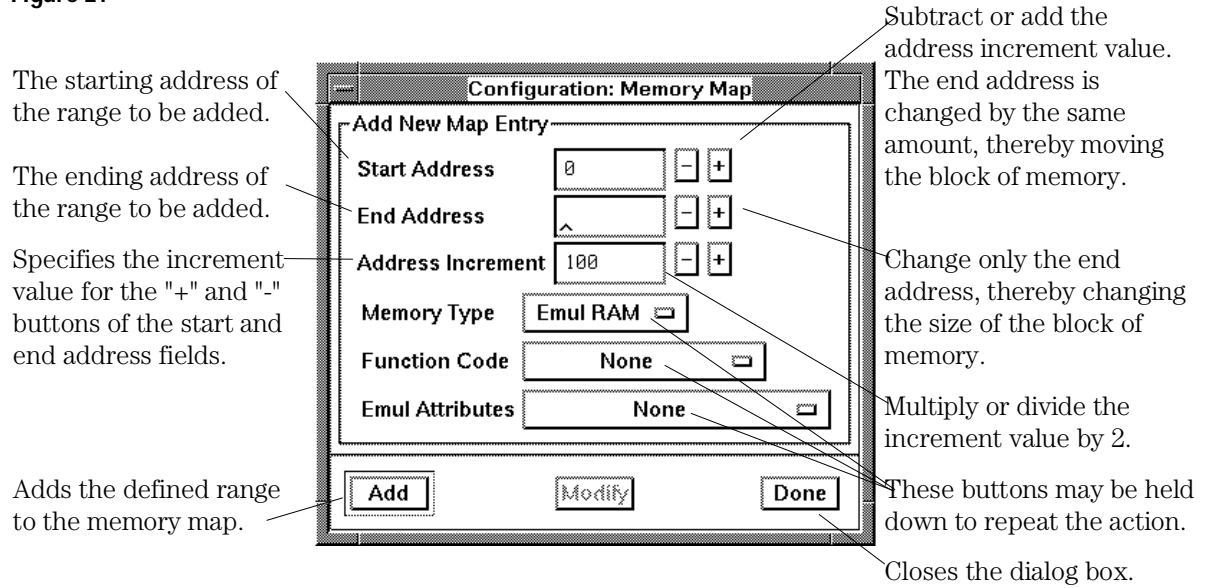 Figure 21
The starting address of
the range to be added.
The ending address of
the range to be added.
Specifies the increment
value for the "+" and "-"
buttons of the start and
end address fields.
Adds the defined range
to the memory map.
Configuration: Memory Map
Add New Map Entry
Start Address 0 - +
End Address ^ - +
Address Increment 100 - +
Memory Type Emul RAM
Function Code None
Emul Attributes None
Add Modify Done
Subtract or add the
address increment value.
The end address is
changed by the same
amount, thereby moving
the block of memory.
Change only the end
address, thereby changing
the size of the block of
memory.
Multiply or divide the
increment value by 2.
These buttons may be held
down to repeat the action.
Closes the dialog box.